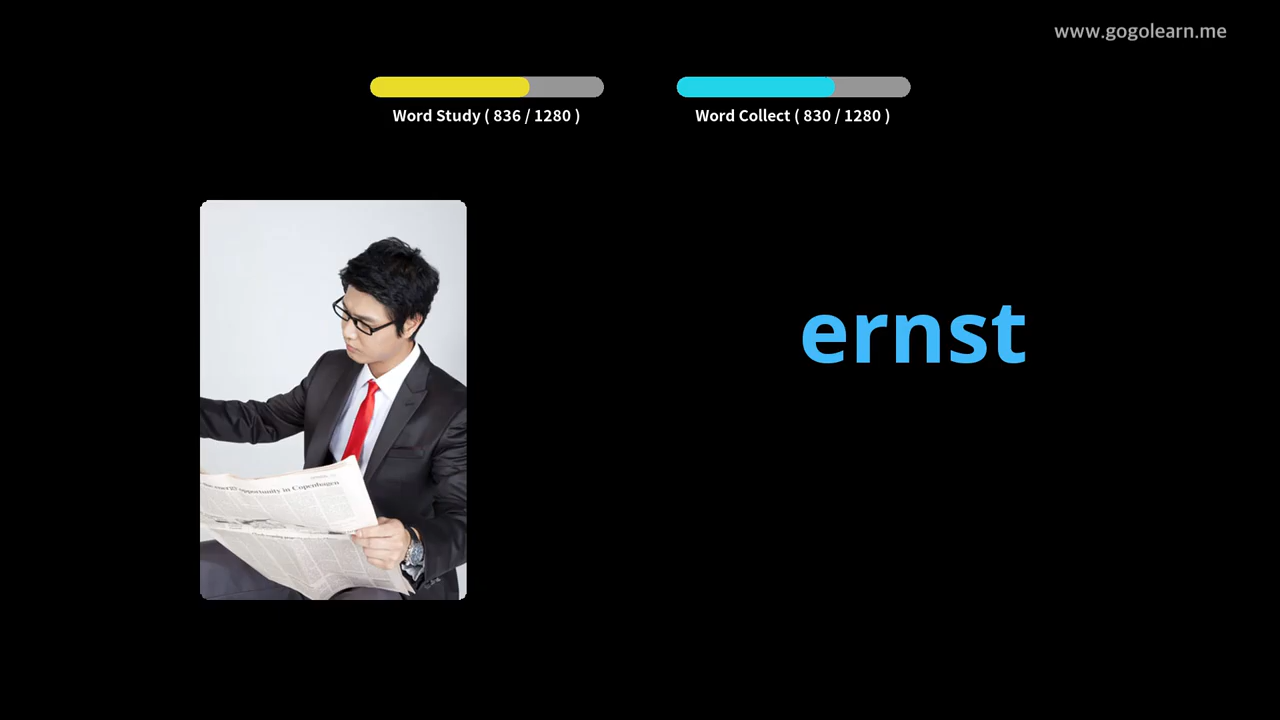 www.gogolearn.me
Word Study ( 836 / 1280 )
Word Collect ( 830 / 1280 )
ernst
opportunity in Copenhagen